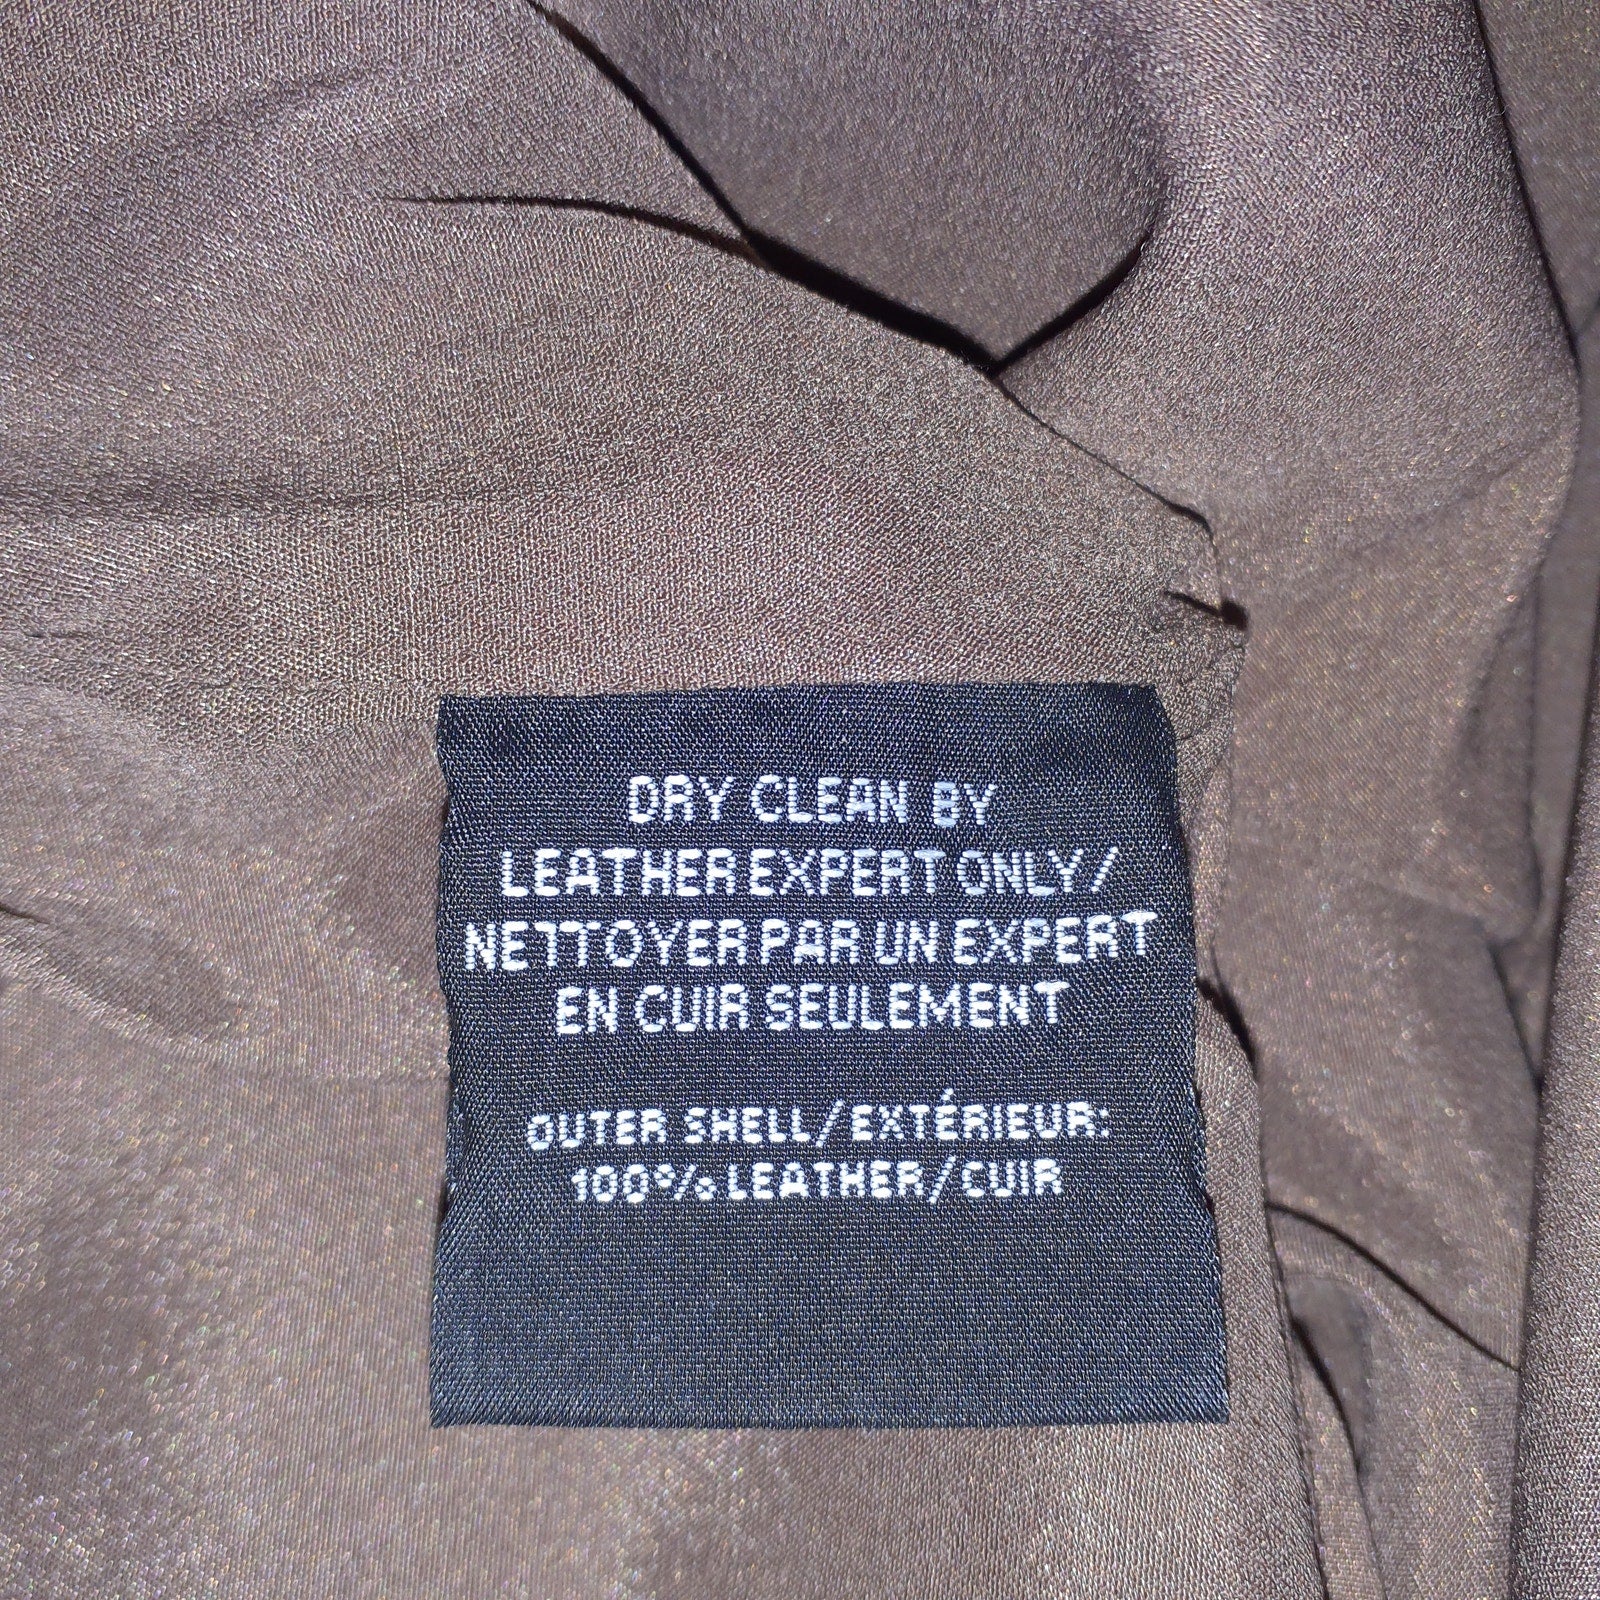 DRY CLEAN BY
LEATHER EXPERT ONLY/
NETTOYER PAR UN EXPERT
EN CUIR SEULEMENT
OUTER SHELL/EXTÉRIEUR:
100% LEATHER/CUIR